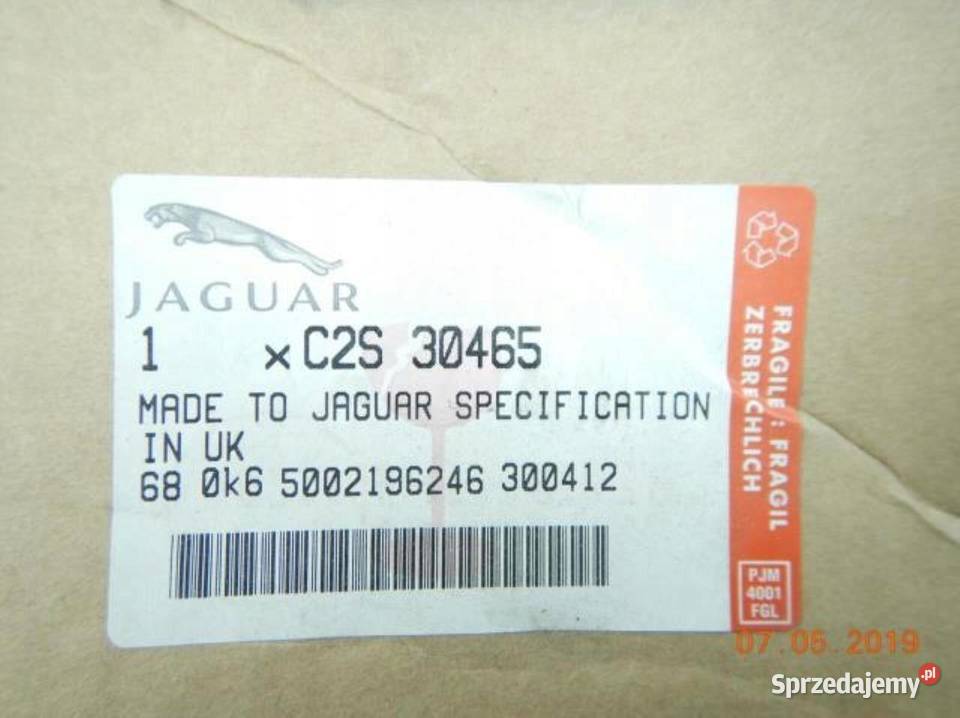 JAGUAR
1 x C2S 30465
MADE TO JAGUAR SPECIFICATION
IN UK
68 0k6 5002196246 300412
FRAGILE : FRAGIL
ZERBRECHLICH
PJM
4001
FGL
07.05.2019
Sprzedajemy.pl